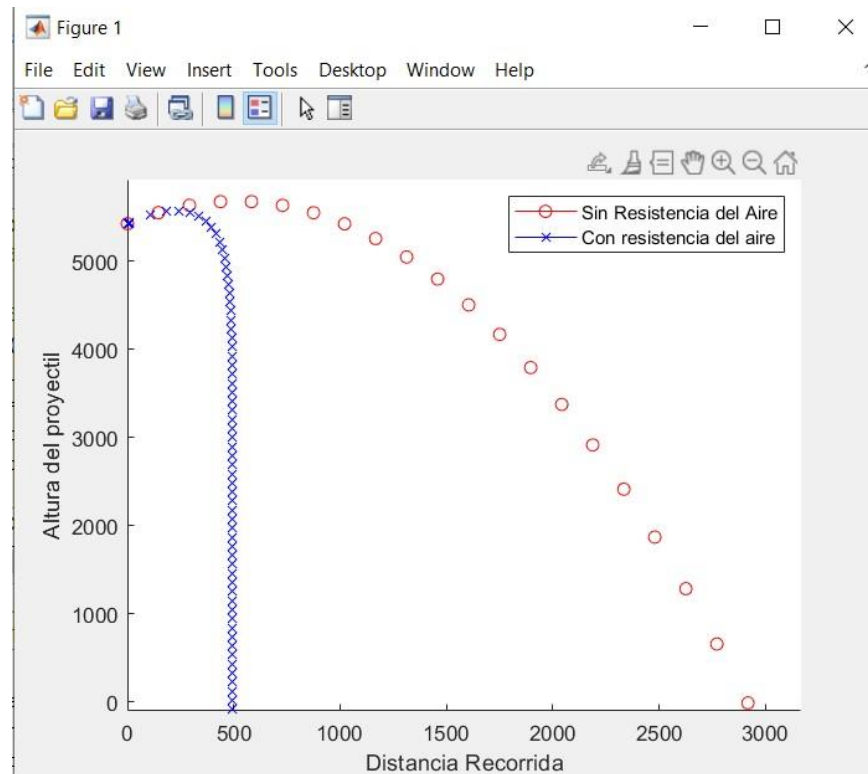 Figure 1
File Edit View Insert Tools Desktop Window Help
Sin Resistencia del Aire
Con resistencia del aire
Altura del proyectil
5000
4000
3000
2000
1000
0
0 500 1000 1500 2000 2500 3000
Distancia Recorrida